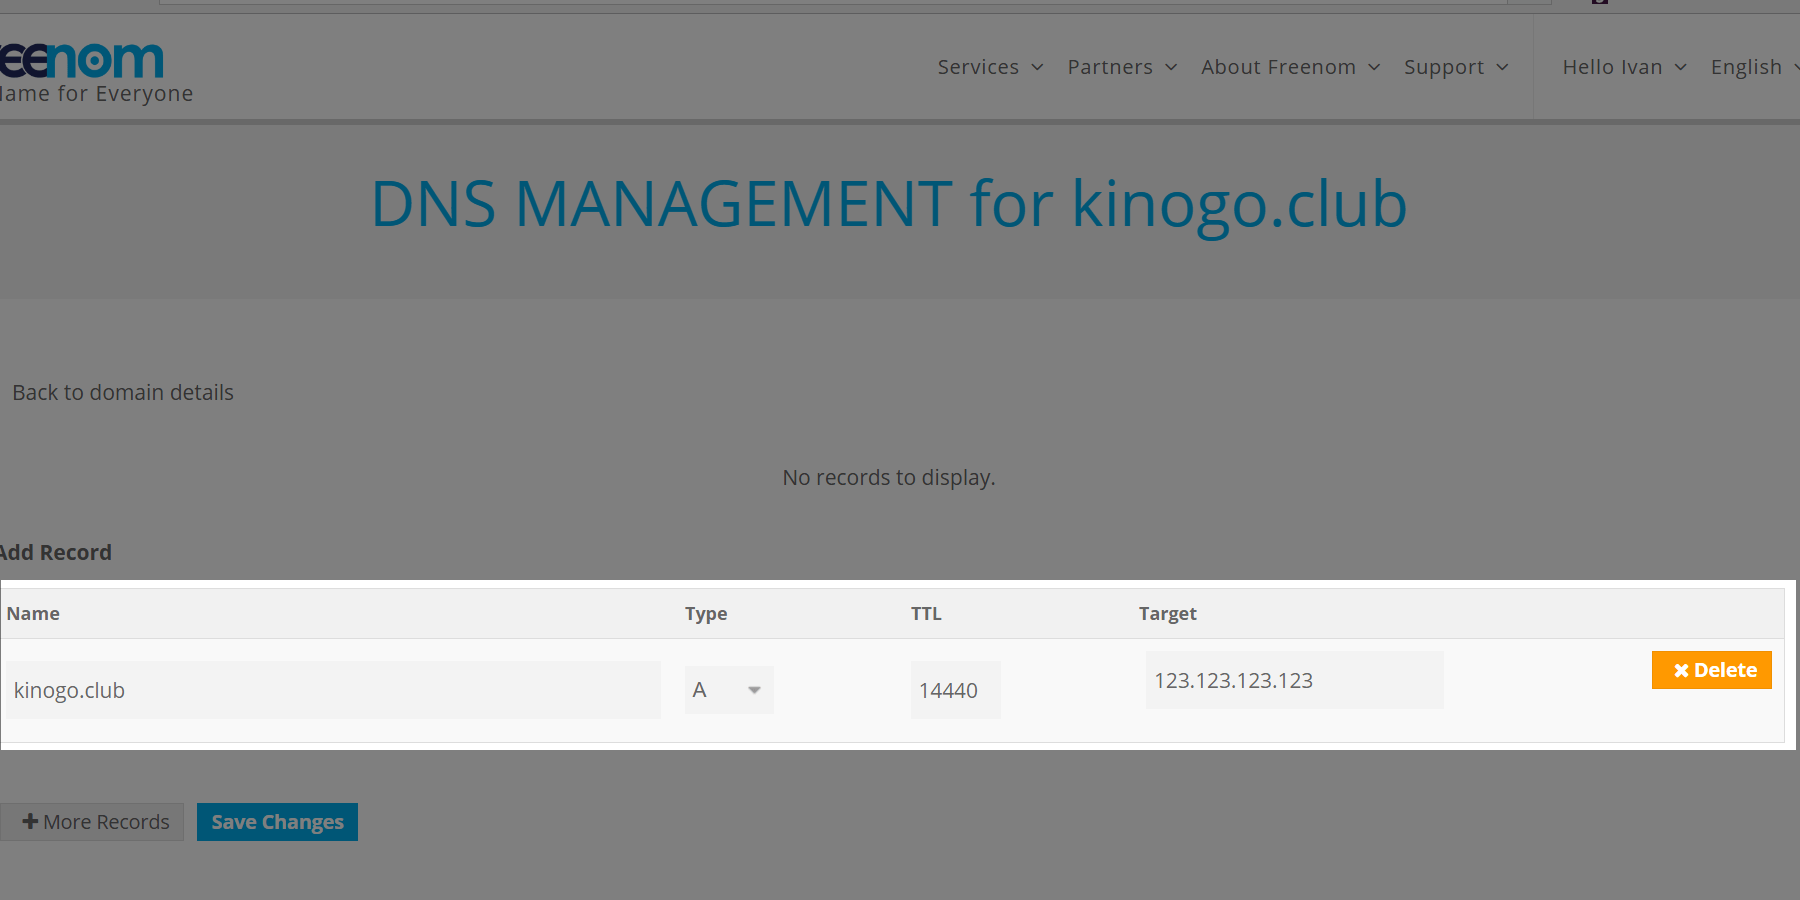 eenom
Name for Everyone
Services Partners About Freenom Support Hello Ivan English
DNS MANAGEMENT for kinogo.club
Back to domain details
No records to display.
Add Record
Name Type TTL Target
kinogo.club A 14440 123.123.123.123 Delete
More Records Save Changes